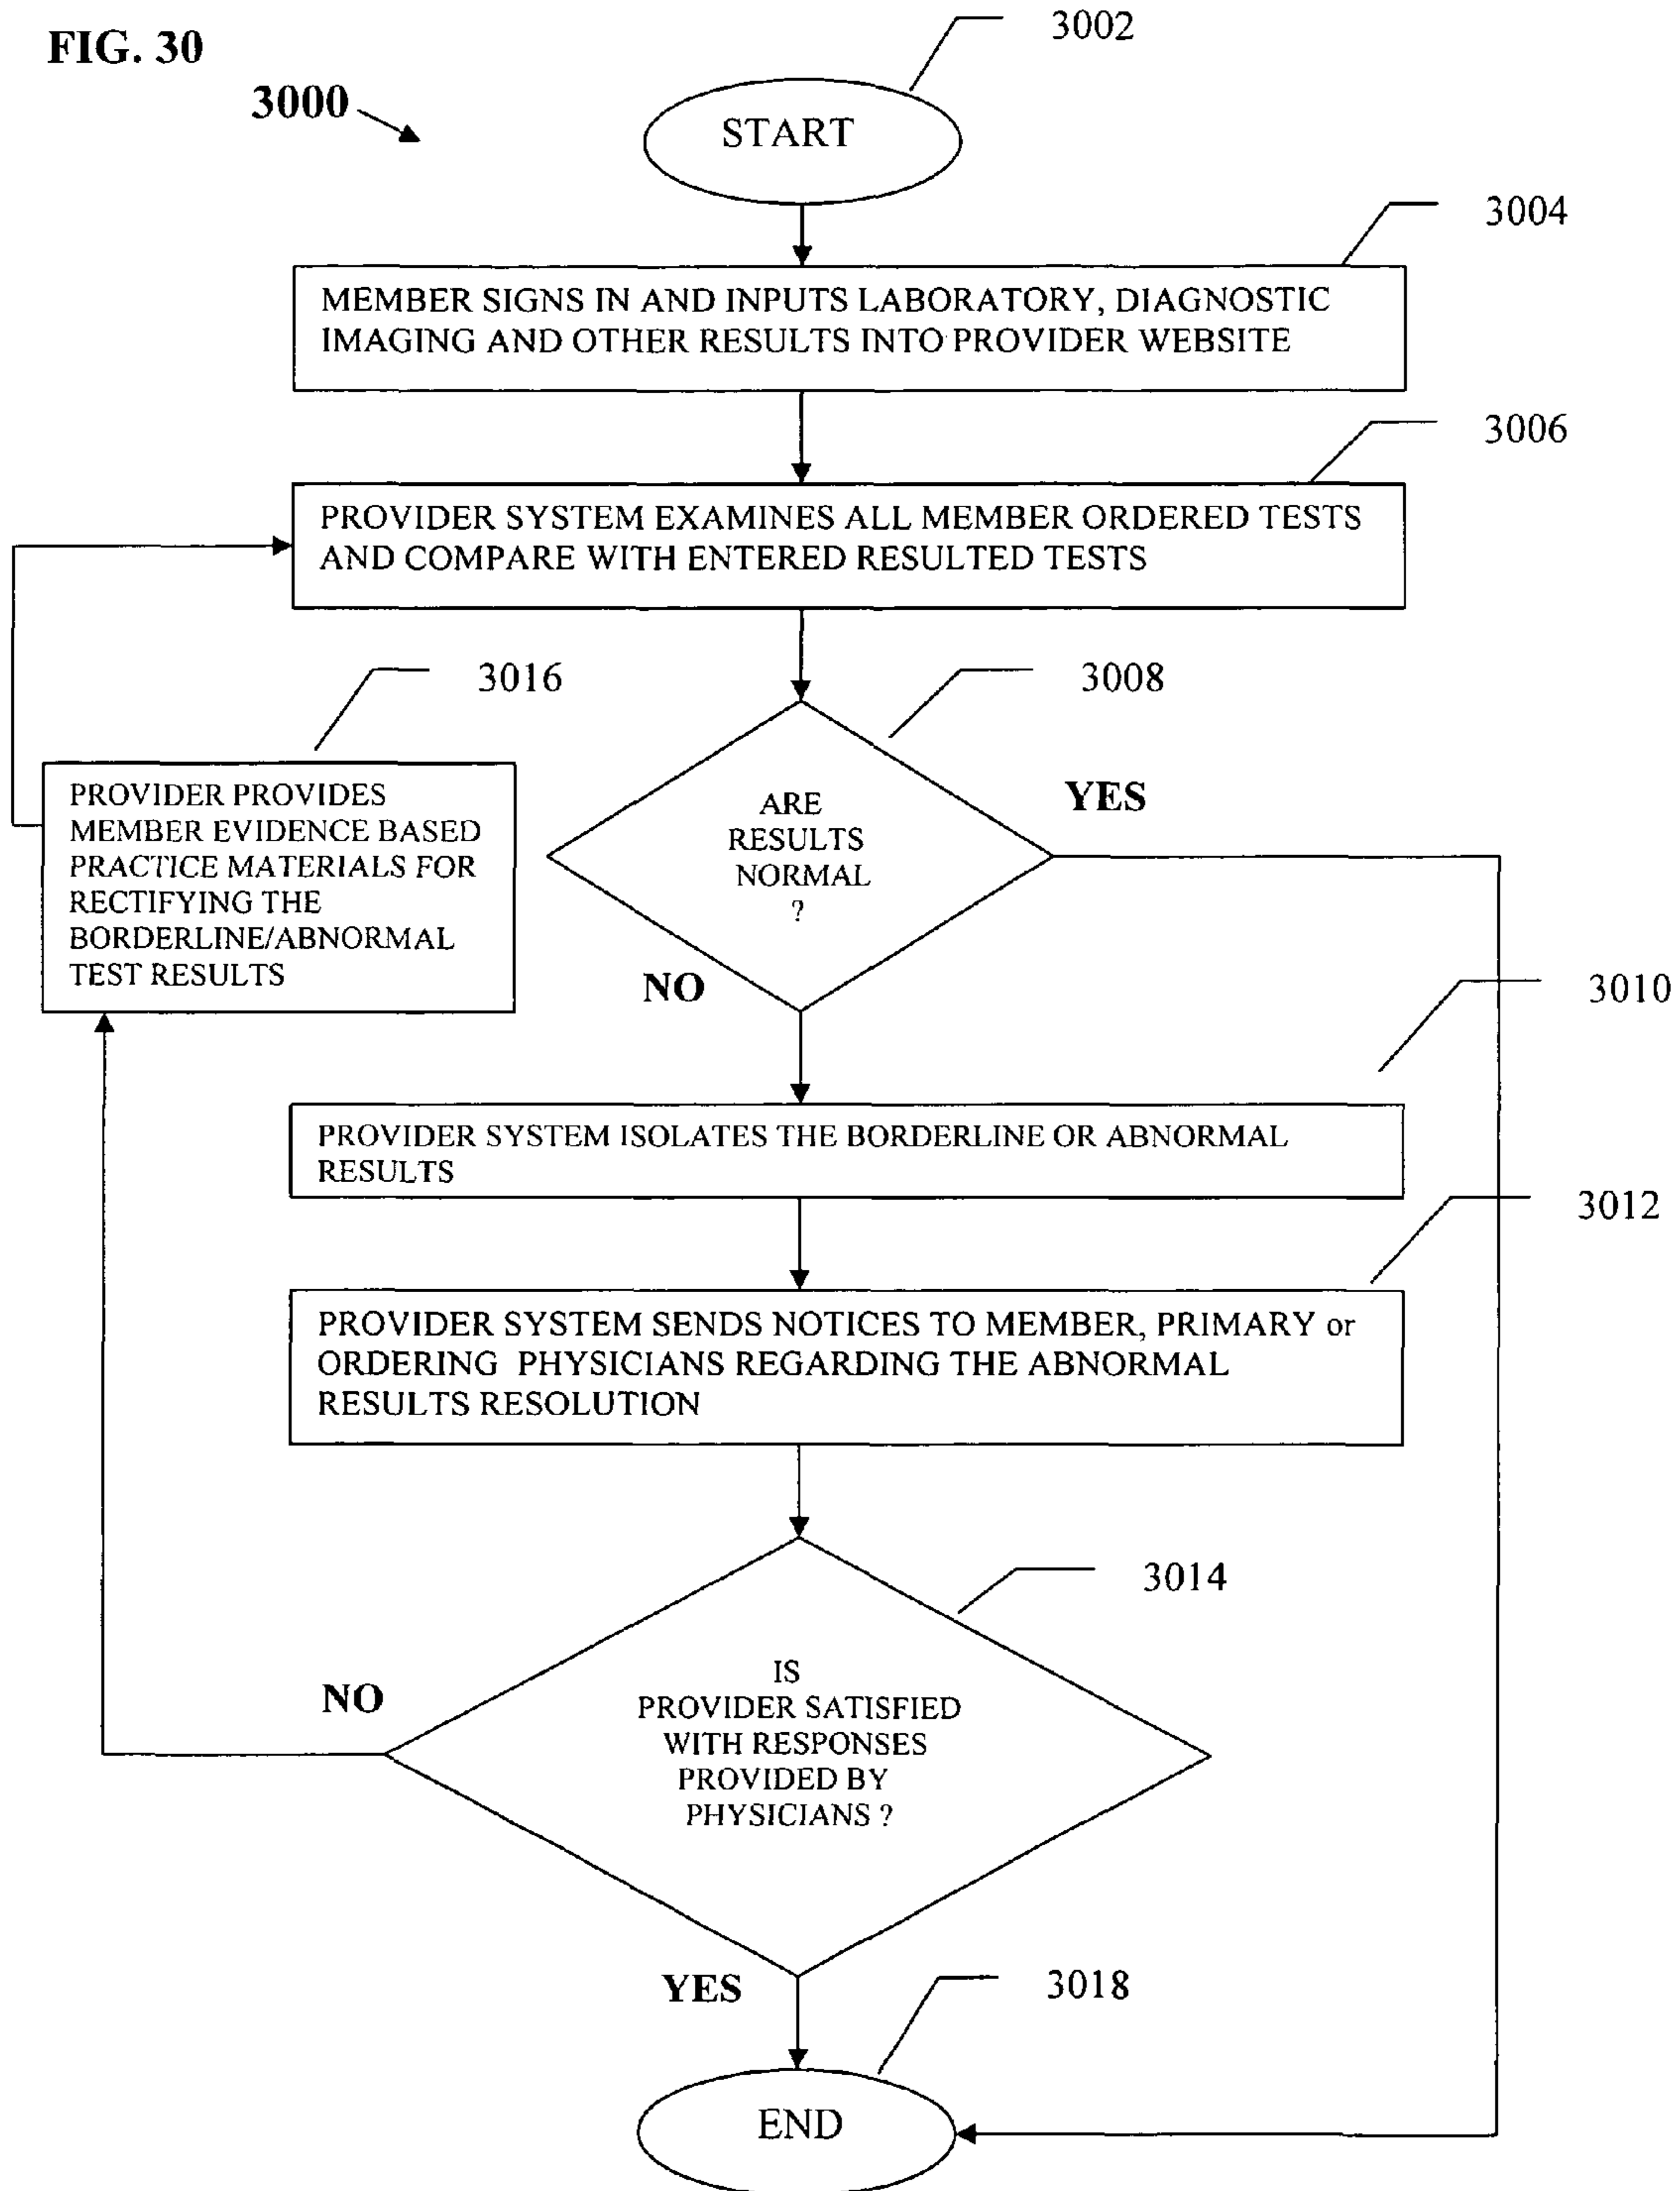 FIG. 30
3000
3002
START
3004
MEMBER SIGNS IN AND INPUTS LABORATORY, DIAGNOSTIC
IMAGING AND OTHER RESULTS INTO PROVIDER WEBSITE
3006
PROVIDER SYSTEM EXAMINES ALL MEMBER ORDERED TESTS
AND COMPARE WITH ENTERED RESULTED TESTS
3016
PROVIDER PROVIDES
MEMBER EVIDENCE BASED
PRACTICE MATERIALS FOR
RECTIFYING THE
BORDERLINE/ABNORMAL
TEST RESULTS
3008
ARE
RESULTS
NORMAL
?
YES
NO
3010
PROVIDER SYSTEM ISOLATES THE BORDERLINE OR ABNORMAL
RESULTS
3012
PROVIDER SYSTEM SENDS NOTICES TO MEMBER, PRIMARY or
ORDERING PHYSICIANS REGARDING THE ABNORMAL
RESULTS RESOLUTION
3014
IS
PROVIDER SATISFIED
WITH RESPONSES
PROVIDED BY
PHYSICIANS ?
NO
YES
3018
END